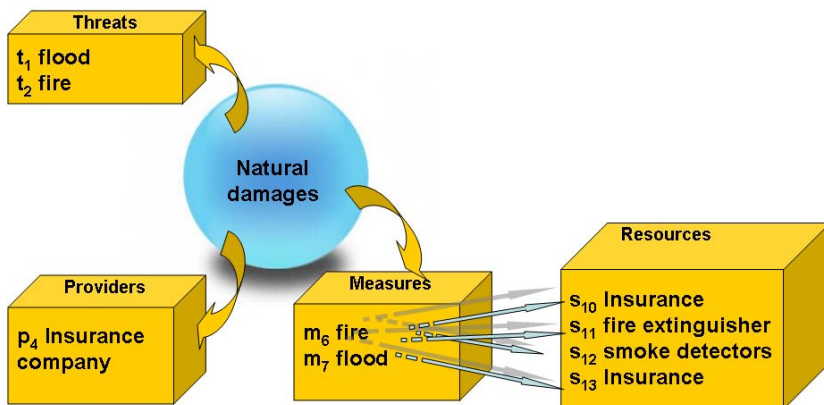 Threats
t₁ flood
t₂ fire
Natural
damages
Providers
p₄ Insurance
company
Measures
m₆ fire
m₇ flood
Resources
s₁₀ Insurance
s₁₁ fire extinguisher
s₁₂ smoke detectors
s₁₃ Insurance